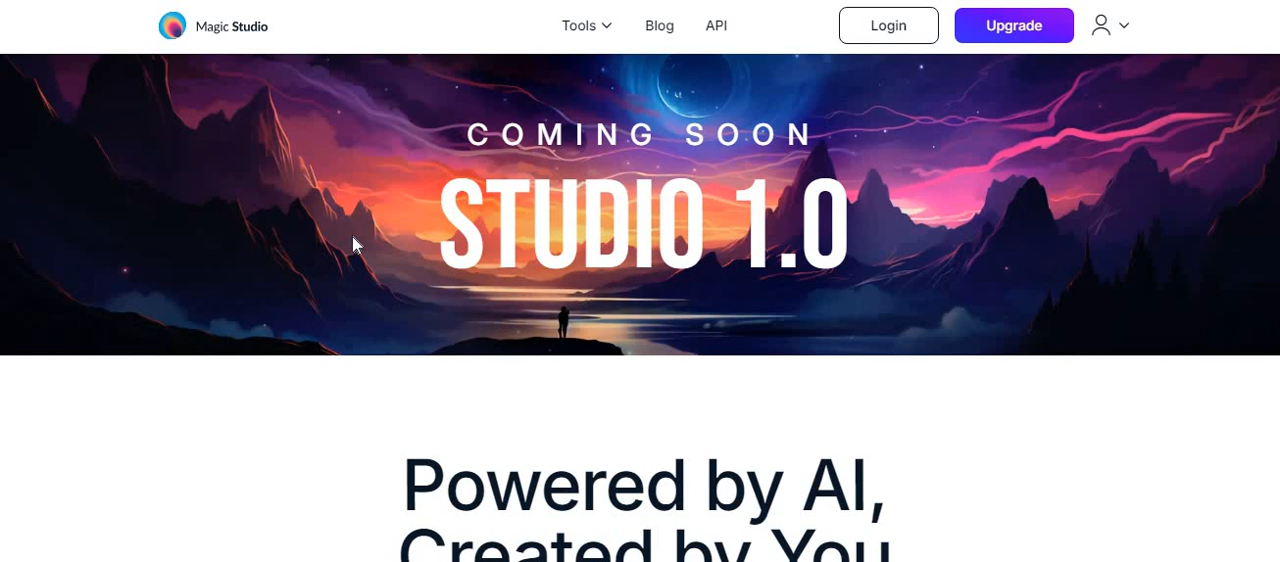 Magic Studio
Tools
Blog
API
Login
Upgrade
COMING SOON
STUDIO 1.0
Powered by AI,
Created by You